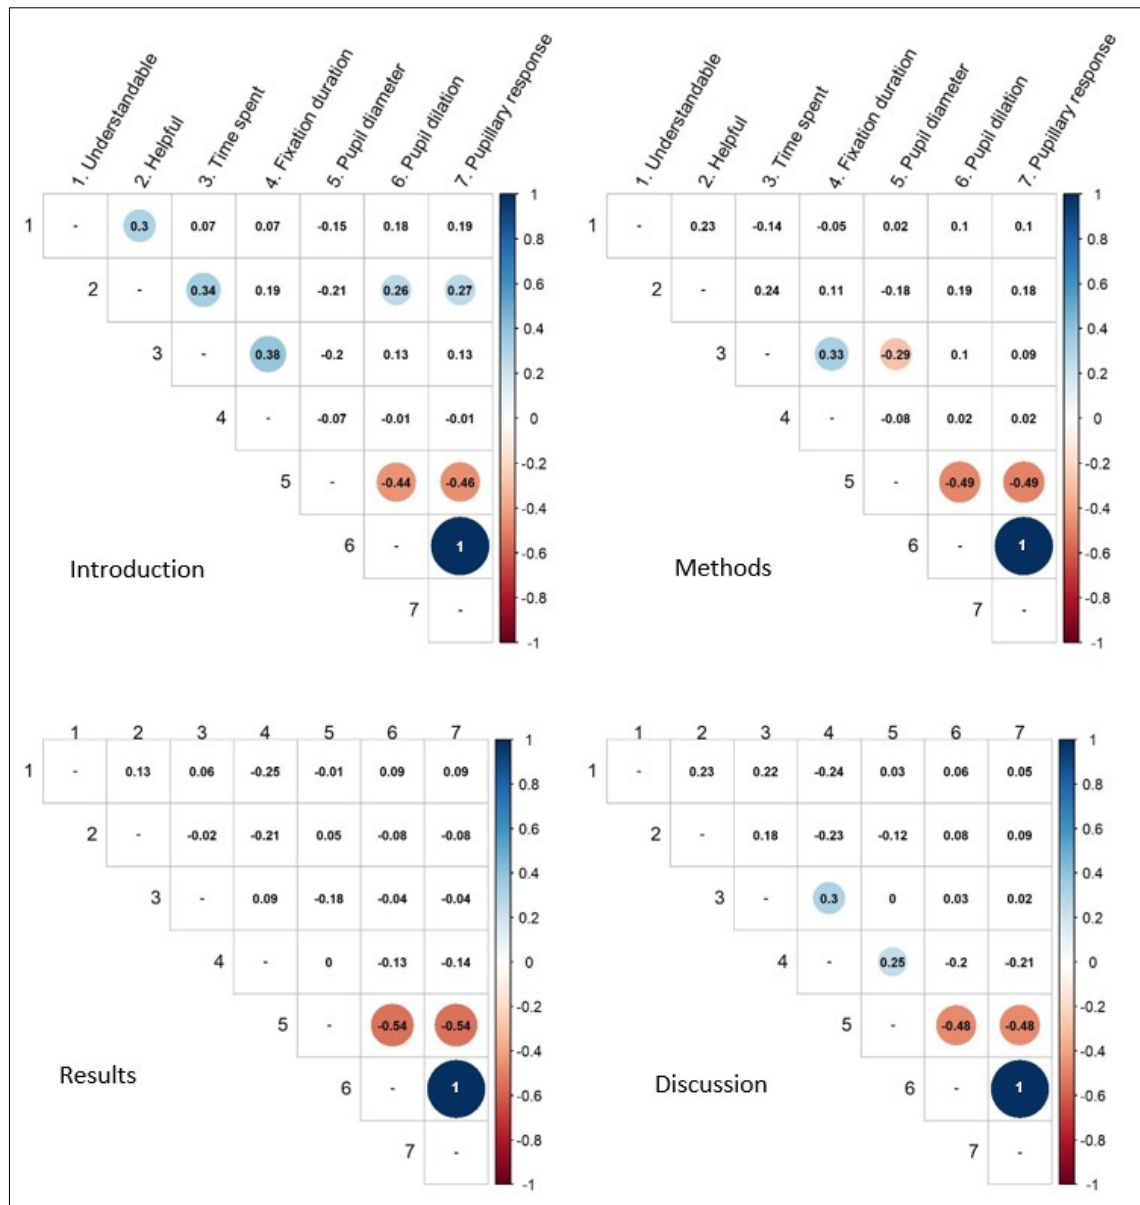 1. Understandable
2. Helpful
3. Time spent
4. Fixation duration
5. Pupil diameter
6. Pupil dilation
7. Pupillary response
1 - 0.3 0.07 0.07 -0.15 0.18 0.19
2 - 0.34 0.19 -0.21 0.26 0.27
3 - 0.38 -0.2 0.13 0.13
4 - -0.07 -0.01 -0.01
5 - -0.44 -0.46
6 - 1
7 -
Introduction
1
0.8
0.6
0.4
0.2
0
-0.2
-0.4
-0.6
-0.8
-1
1. Understandable
2. Helpful
3. Time spent
4. Fixation duration
5. Pupil diameter
6. Pupil dilation
7. Pupillary response
1 - 0.23 -0.14 -0.05 0.02 0.1 0.1
2 - 0.24 0.11 -0.18 0.19 0.18
3 - 0.33 -0.29 0.1 0.09
4 - -0.08 0.02 0.02
5 - -0.49 -0.49
6 - 1
7 -
Methods
1
0.8
0.6
0.4
0.2
0
-0.2
-0.4
-0.6
-0.8
-1
1 2 3 4 5 6 7
1 - 0.13 0.06 -0.25 -0.01 0.09 0.09
2 - -0.02 -0.21 0.05 -0.08 -0.08
3 - 0.09 -0.18 -0.04 -0.04
4 - 0 -0.13 -0.14
5 - -0.54 -0.54
6 - 1
7 -
Results
1
0.8
0.6
0.4
0.2
0
-0.2
-0.4
-0.6
-0.8
-1
1 2 3 4 5 6 7
1 - 0.23 0.22 -0.24 0.03 0.06 0.05
2 - 0.18 -0.23 -0.12 0.08 0.09
3 - 0.3 0 0.03 0.02
4 - 0.25 -0.2 -0.21
5 - -0.48 -0.48
6 - 1
7 -
Discussion
1
0.8
0.6
0.4
0.2
0
-0.2
-0.4
-0.6
-0.8
-1